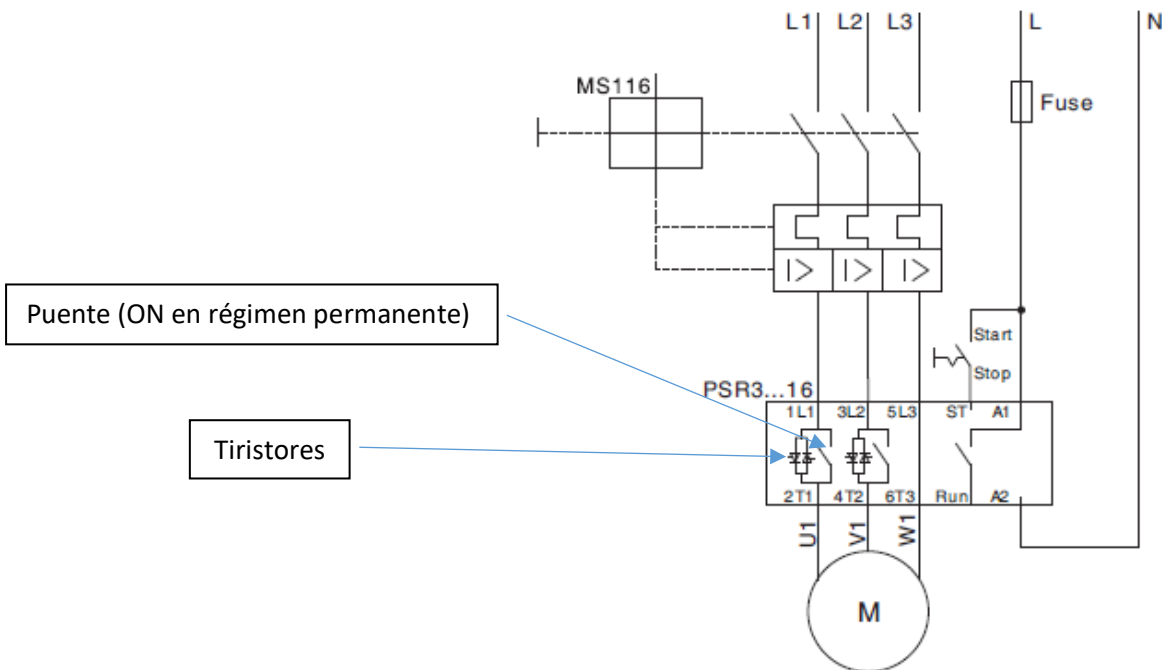 L1 L2 L3 L N
MS116
Fuse
I> I> I>
Puente (ON en régimen permanente)
Start
Stop
PSR3...16
1L1 3L2 5L3 ST A1
Tiristores
2T1 4T2 6T3 Run A2
U1 V1 W1
M